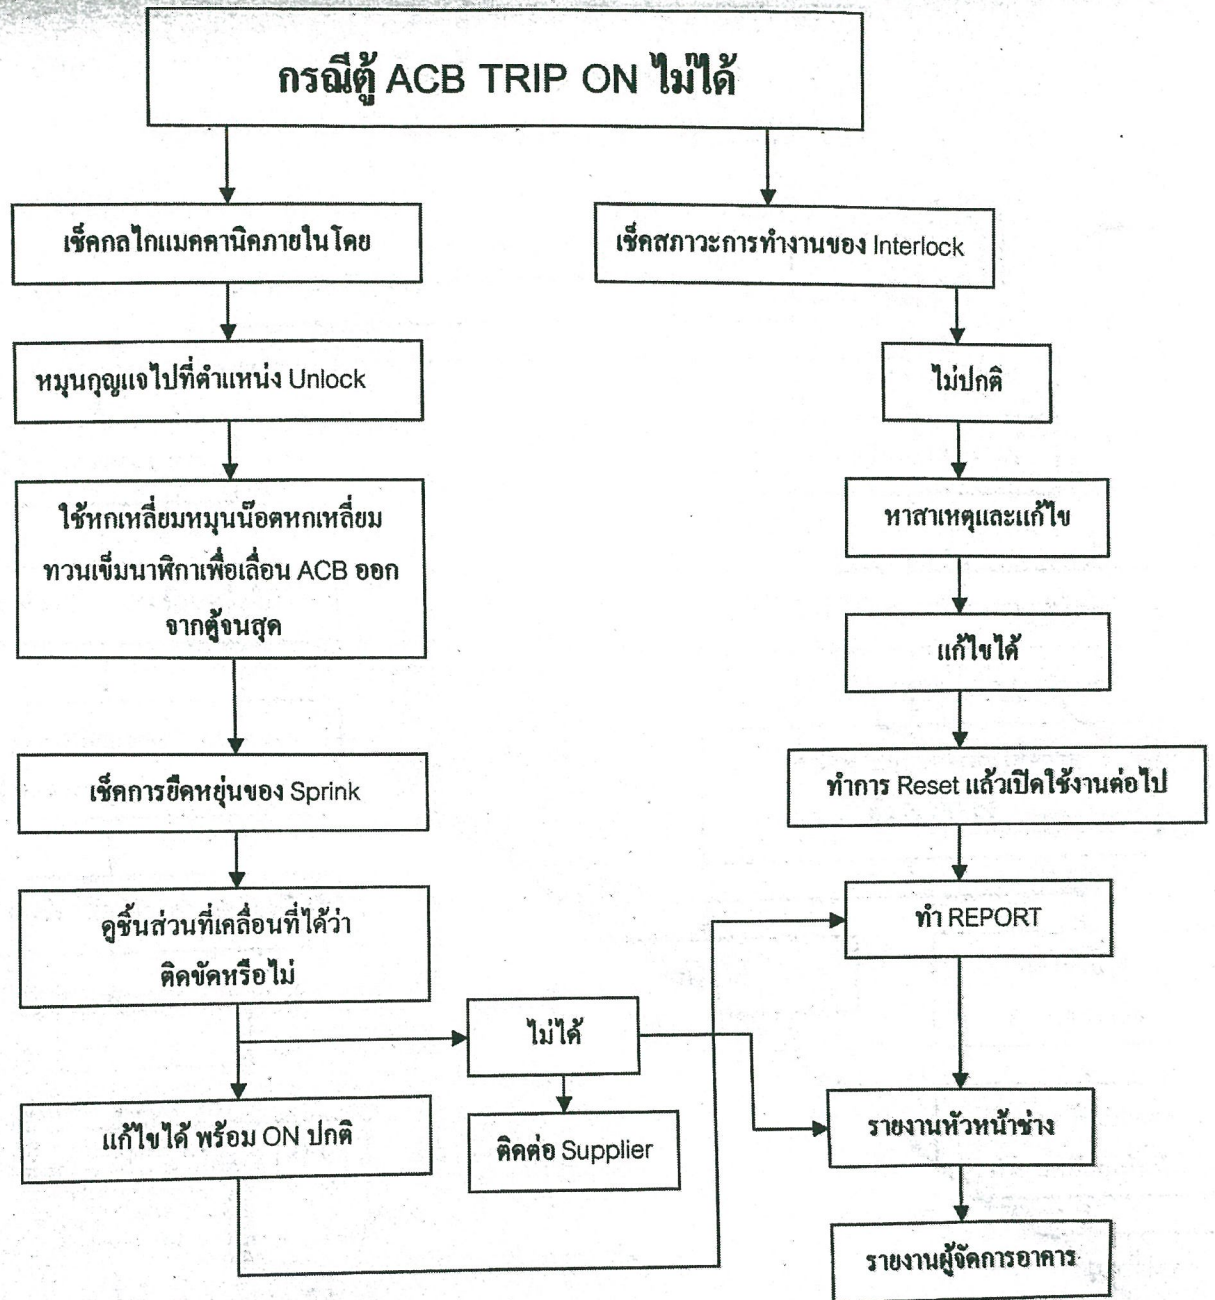 กรณีตู้ ACB TRIP ON ไม่ได้
เช็คกลไกแมคคานิคภายในโดย
หมุนกุญแจไปที่ตำแหน่ง Unlock
ใช้หกเหลี่ยมหมุนน๊อตหกเหลี่ยม
ทวนเข็มนาฬิกาเพื่อเลื่อน ACB ออก
จากตู้จนสุด
เช็คการยืดหยุ่นของ Sprink
ดูชิ้นส่วนที่เคลื่อนที่ได้ว่า
ติดขัดหรือไม่
แก้ไขได้ พร้อม ON ปกติ
ไม่ได้
ติดต่อ Supplier
เช็คสภาวะการทำงานของ Interlock
ไม่ปกติ
หาสาเหตุและแก้ไข
แก้ไขได้
ทำการ Reset แล้วเปิดใช้งานต่อไป
ทำ REPORT
รายงานหัวหน้าช่าง
รายงานผู้จัดการอาคาร